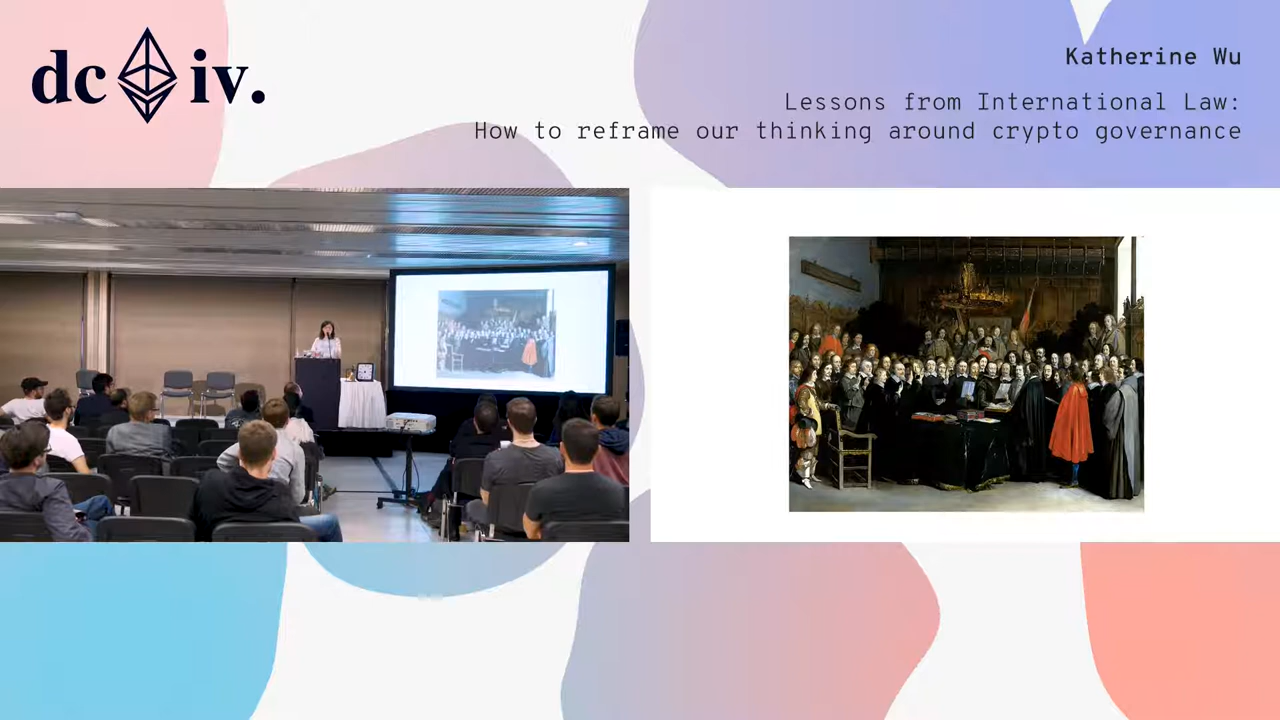 dc iv.
Katherine Wu
Lessons from International Law:
How to reframe our thinking around crypto governance